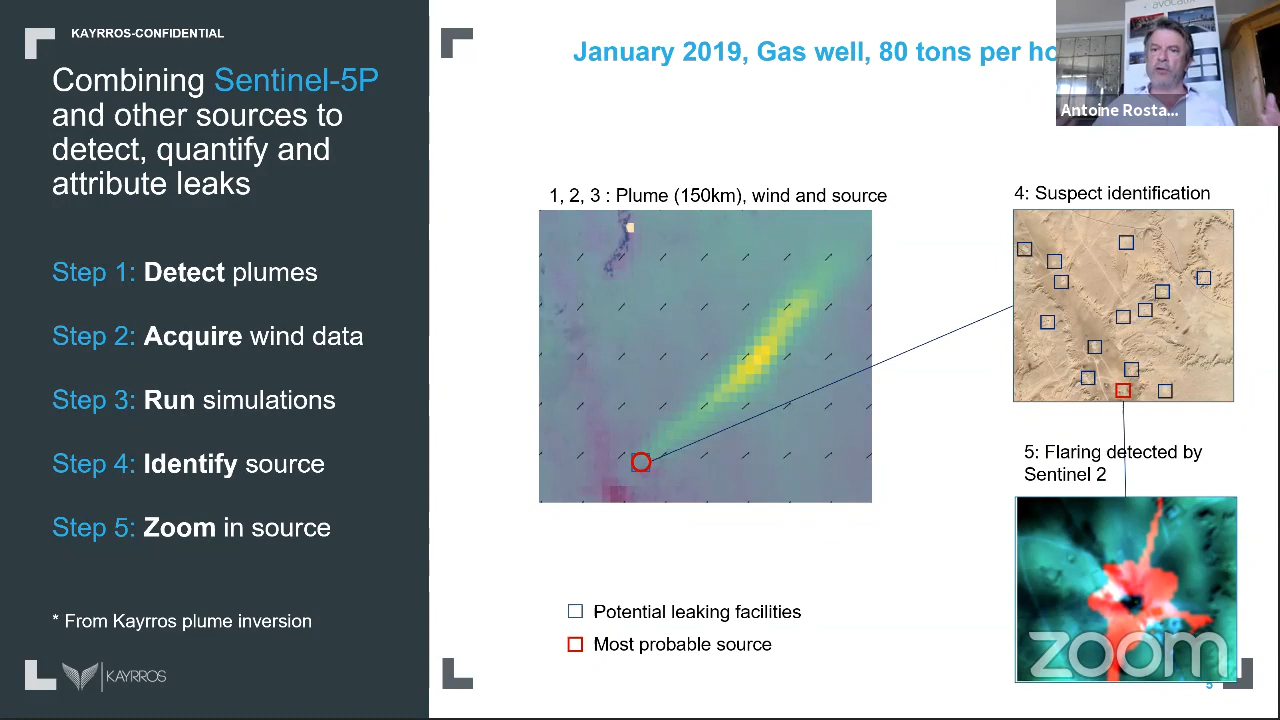 KAYRROS-CONFIDENTIAL
Combining Sentinel-5P
and other sources to
detect, quantify and
attribute leaks
Step 1: Detect plumes
Step 2: Acquire wind data
Step 3: Run simulations
Step 4: Identify source
Step 5: Zoom in source
* From Kayrros plume inversion
KAYRROS
January 2019, Gas well, 80 tons per ho
Antoine Rosta...
1, 2, 3 : Plume (150km), wind and source
4: Suspect identification
5: Flaring detected by
Sentinel 2
Potential leaking facilities
Most probable source
zoom
5